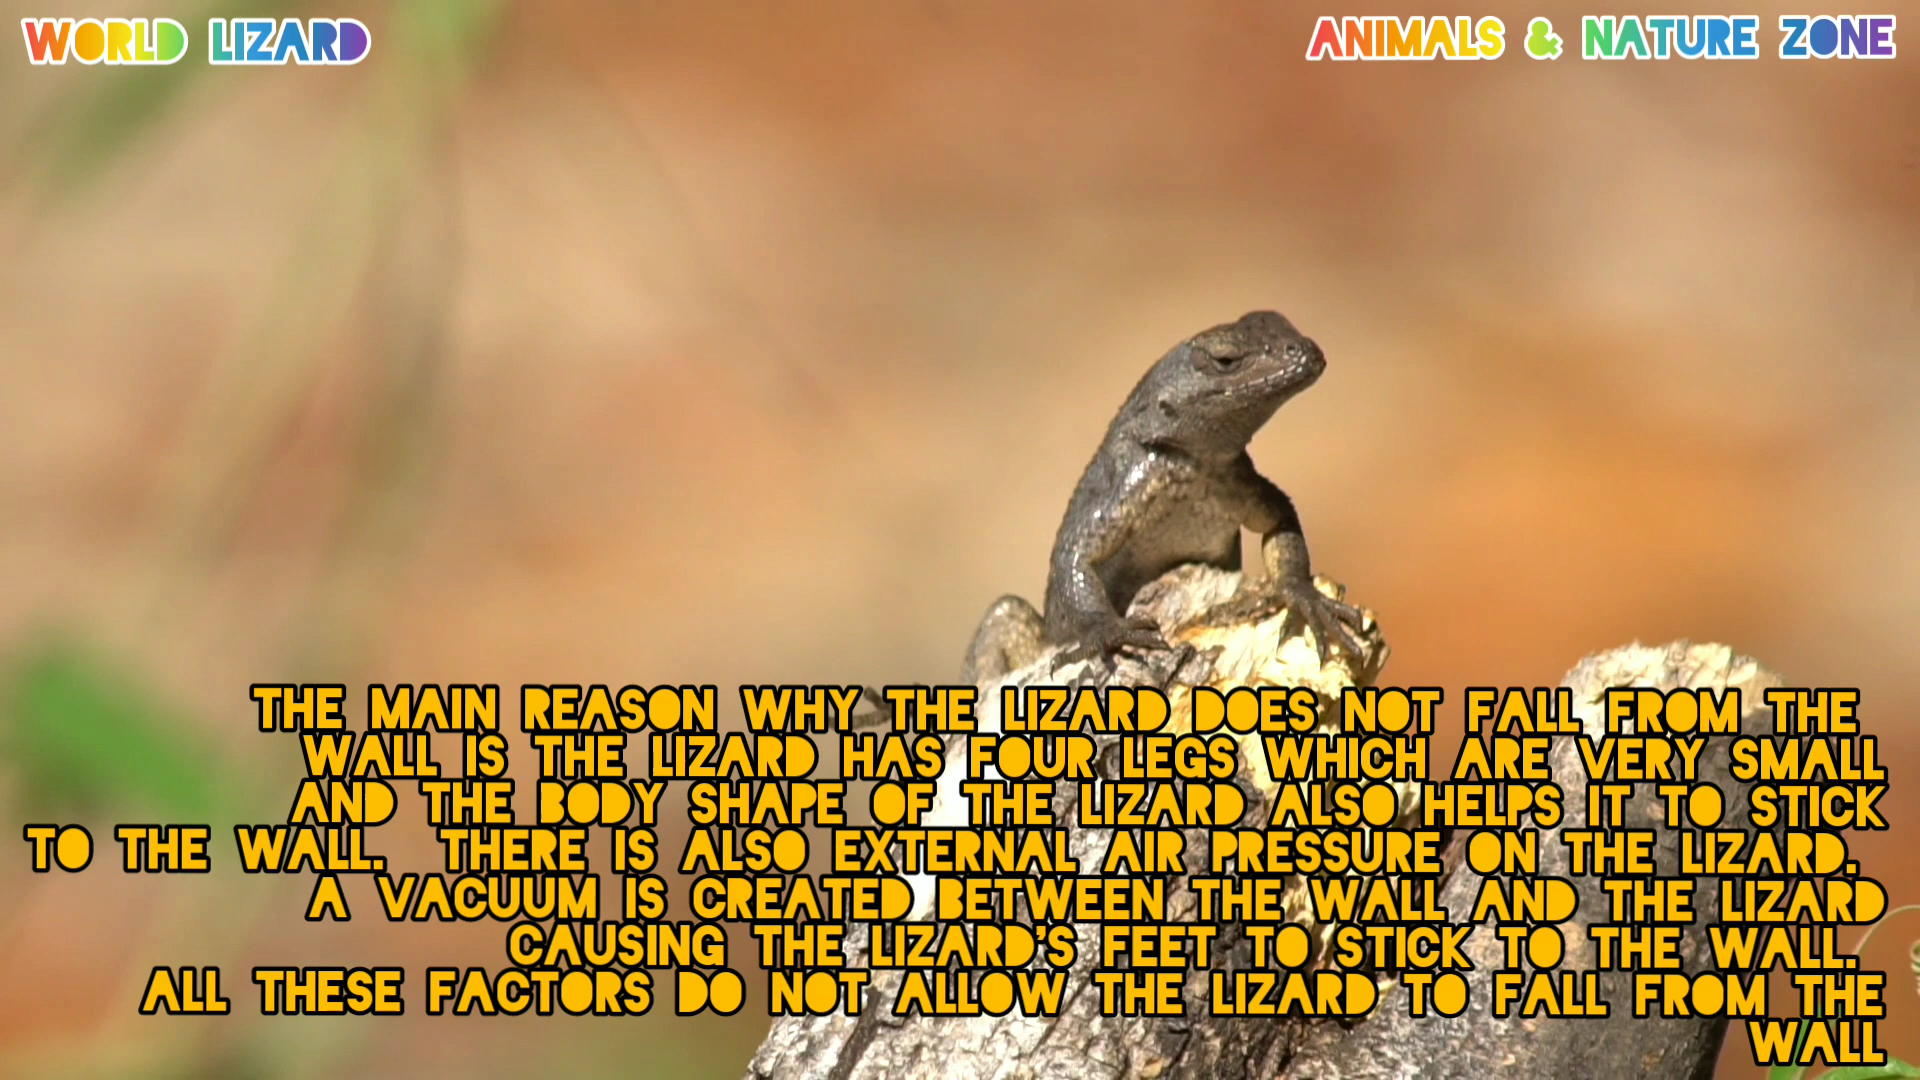 WORLD LIZARD
ANIMALS & NATURE ZONE
THE MAIN REASON WHY THE LIZARD DOES NOT FALL FROM THE
WALL IS THE LIZARD HAS FOUR LEGS WHICH ARE VERY SMALL
AND THE BODY SHAPE OF THE LIZARD ALSO HELPS IT TO STICK
TO THE WALL. THERE IS ALSO EXTERNAL AIR PRESSURE ON THE LIZARD.
A VACUUM IS CREATED BETWEEN THE WALL AND THE LIZARD
CAUSING THE LIZARD'S FEET TO STICK TO THE WALL.
ALL THESE FACTORS DO NOT ALLOW THE LIZARD TO FALL FROM THE
WALL